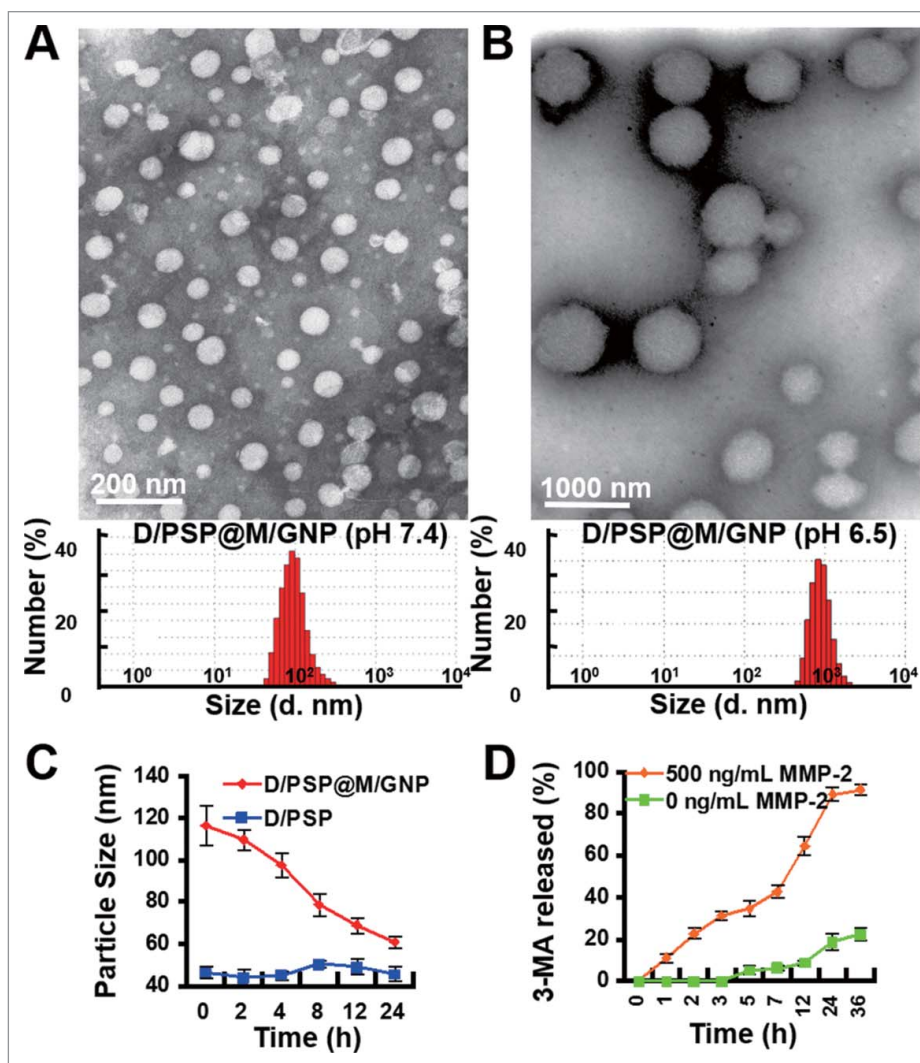 A
200 nm
D/PSP@M/GNP (pH 7.4)
Number (%)
40
20
0
10⁰ 10¹ 10² 10³ 10⁴
Size (d. nm)
B
1000 nm
D/PSP@M/GNP (pH 6.5)
Number (%)
40
20
0
10⁰ 10¹ 10² 10³ 10⁴
Size (d. nm)
C
Particle Size (nm)
140
120
100
80
60
40
D/PSP@M/GNP
D/PSP
0 2 4 8 12 24
Time (h)
D
3-MA released (%)
100
80
60
40
20
0
500 ng/mL MMP-2
0 ng/mL MMP-2
0 1 2 3 5 7 12 24 36
Time (h)